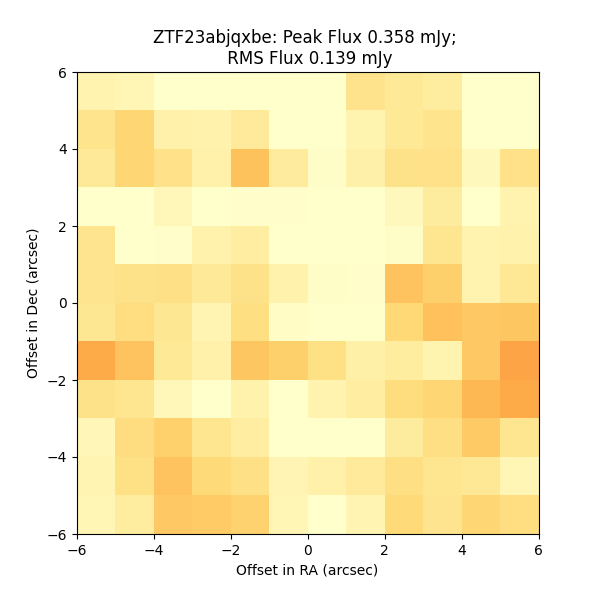 ZTF23abjqxbe: Peak Flux 0.358 mJy;
RMS Flux 0.139 mJy
6
4
2
0
−2
−4
−6
Offset in Dec (arcsec)
−6 −4 −2 0 2 4 6
Offset in RA (arcsec)